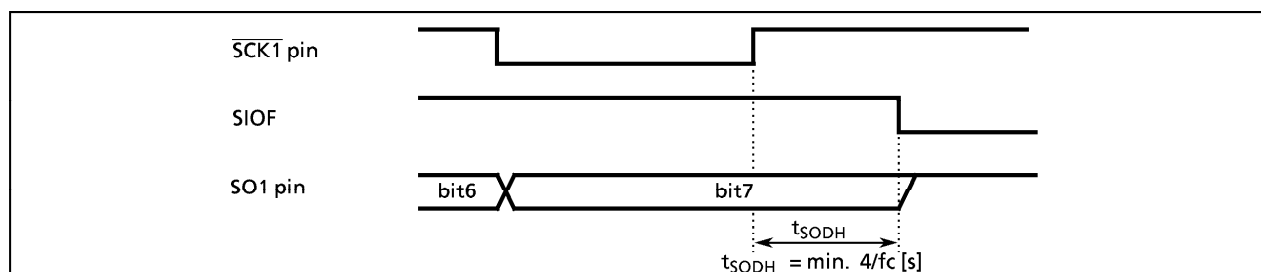 SCK1 pin
SIOF
SO1 pin
bit6
bit7
tSODH
tSODH = min. 4/fc [s]